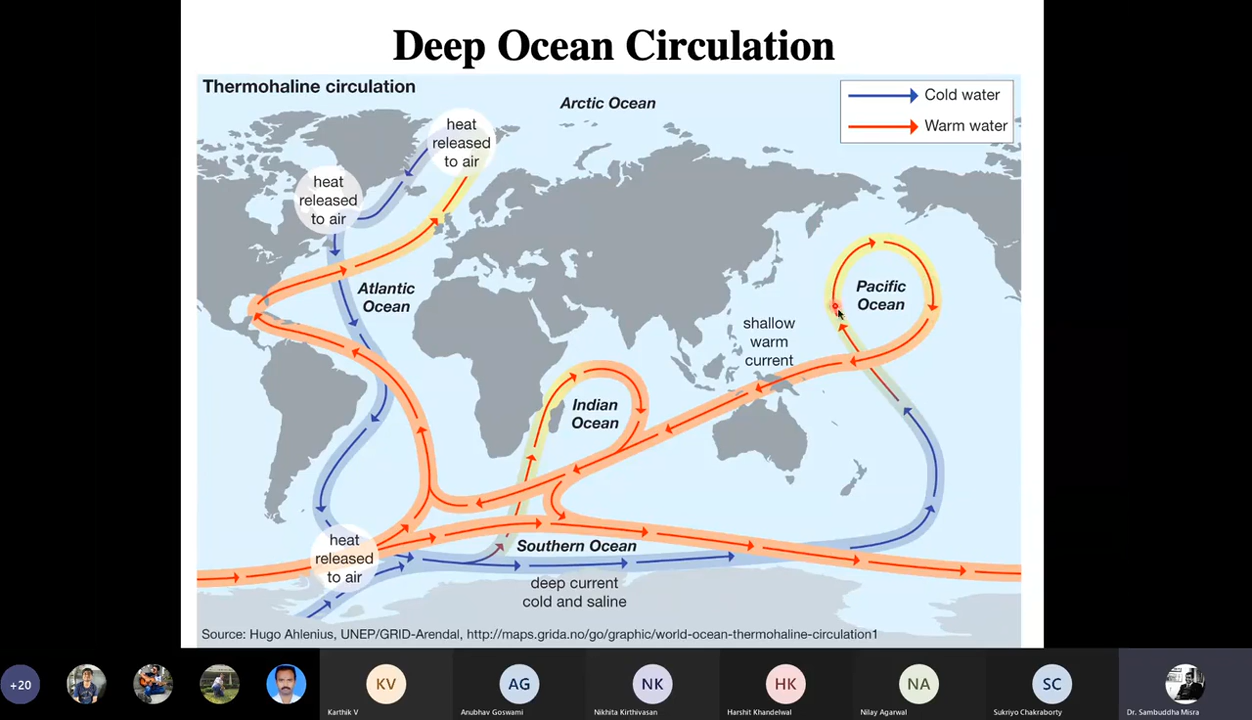 Deep Ocean Circulation
Thermohaline circulation
Arctic Ocean
Cold water
Warm water
heat
released
to air
heat
released
to air
Atlantic
Ocean
Pacific
Ocean
shallow
warm
current
Indian
Ocean
heat
released
to air
Southern Ocean
deep current
cold and saline
Source: Hugo Ahlenius, UNEP/GRID-Arendal, http://maps.grida.no/go/graphic/world-ocean-thermohaline-circulation1
+20
KV
AG
NK
HK
NA
SC
Karthik V
Anubhav Goswami
Nikhita Kirthivasan
Harshit Khandelwal
Nilay Agarwal
Sukriyo Chakraborty
Dr. Sambuddha Misra